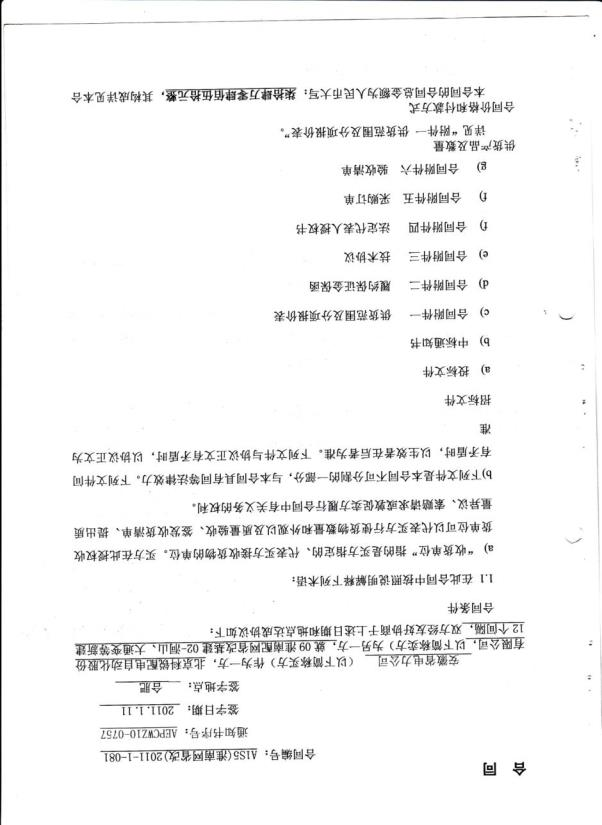 合 同
合同编号：A1S5(淮南网省改)2011-1-081
通知书序号：AEPCWZ10-0757
签字日期： 2011.1.11
签字地点： 合肥
安徽省电力公司 （以下简称买方）作为一方，北京科锐配电自动化股份
有限公司，以下简称卖方）为另一方，就 09 淮南配网省改基建 02-洞山、大通变等新建
12 个间隔，双方经友好协商于上述日期和地点达成协议如下：
合同条件
1.1 在此合同中按照说明解释下列术语：
a) “收货单位”指的是买方指定的、代表买方接收货物的单位。买方在此授权收
货单位可以代表买方行使货物数量和外观以及质量验收、签发收货清单、提出质
量异议、索赔请求或敦促卖方履行合同中有关义务的权利。
b)下列文件是本合同不可分割的一部分，与本合同具有同等法律效力。下列文件间
有矛盾时，以生效者在后者为准。下列文件与协议正文有矛盾时，以协议正文为
准
招标文件
a) 投标文件
b) 中标通知书
c) 合同附件一 供货范围及分项报价表
d) 合同附件二 履约保证金保函
e) 合同附件三 技术协议
f) 合同附件四 法定代表人授权书
f) 合同附件五 采购订单
g) 合同附件六 验收清单
供货产品及数量
详见“附件一 供货范围及分项报价表”。
合同价格和付款方式
本合同的合同总金额为人民币大写：柒拾肆万零肆佰伍拾元整，其构成详见本合